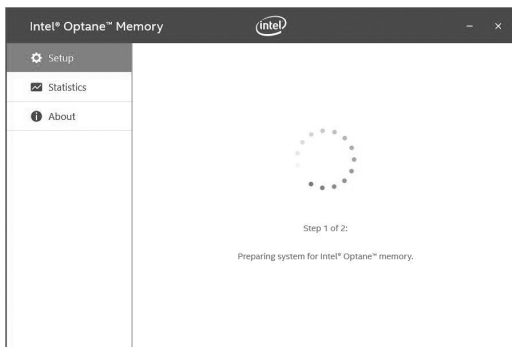 Intel® Optane™ Memory
intel
Setup
Statistics
About
Step 1 of 2:
Preparing system for Intel® Optane™ memory.